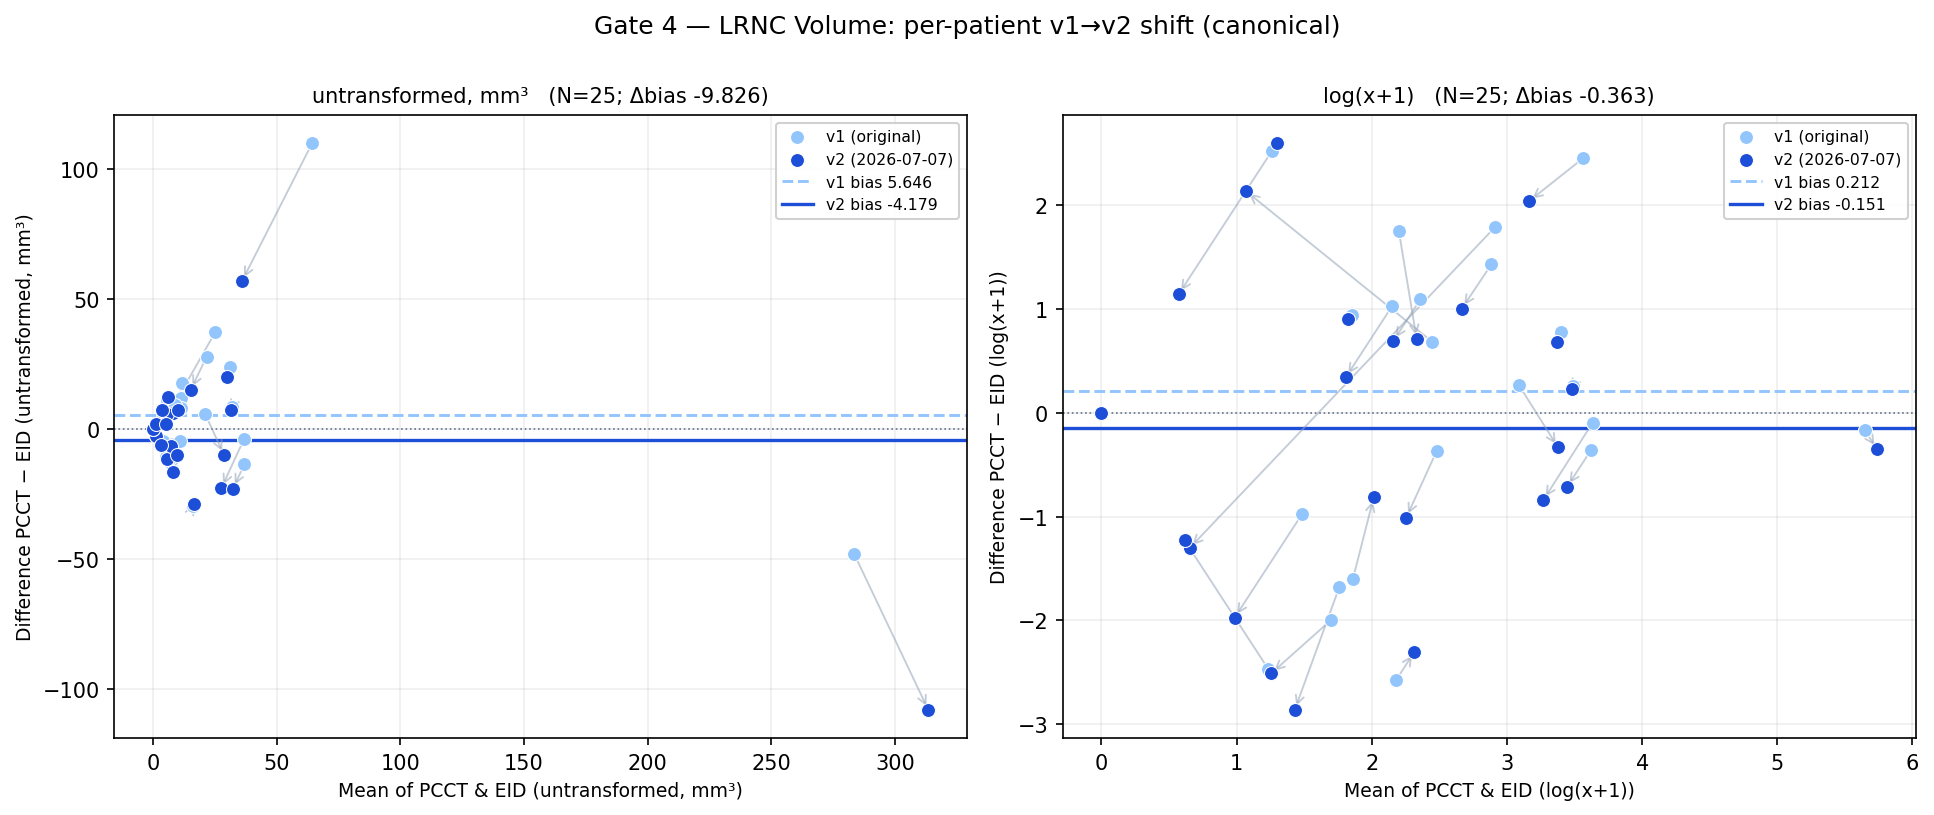 Gate 4 — LRNC Volume: per-patient v1→v2 shift (canonical)
untransformed, mm³   (N=25; Δbias -9.826)
Difference PCCT − EID (untransformed, mm³)
100
50
0
−50
−100
v1 (original)
v2 (2026-07-07)
v1 bias 5.646
v2 bias -4.179
0 50 100 150 200 250 300
Mean of PCCT & EID (untransformed, mm³)
log(x+1)   (N=25; Δbias -0.363)
Difference PCCT − EID (log(x+1))
2
1
0
−1
−2
−3
v1 (original)
v2 (2026-07-07)
v1 bias 0.212
v2 bias -0.151
0 1 2 3 4 5 6
Mean of PCCT & EID (log(x+1))